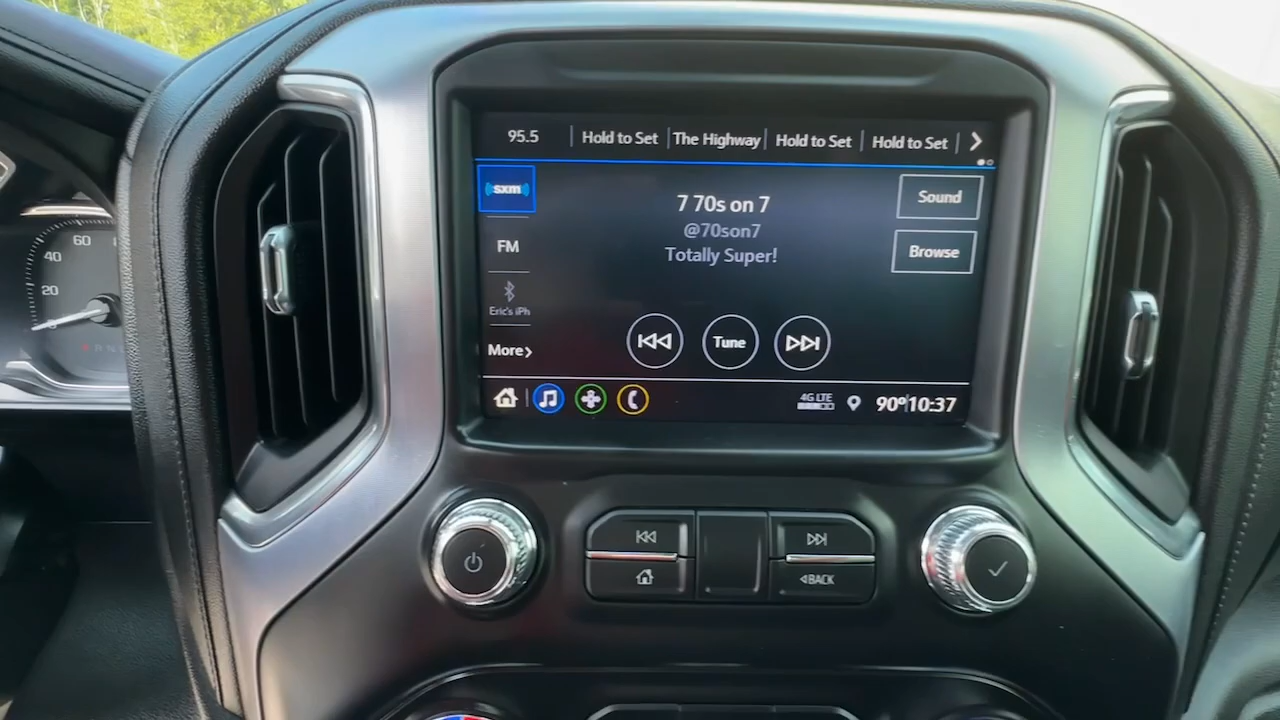 95.5
Hold to Set
The Highway
Hold to Set
Hold to Set
sxm
7 70s on 7
@70son7
Totally Super!
Sound
Browse
FM
Eric's iPh
More
Tune
4G LTE
90° 10:37
BACK
60
40
20